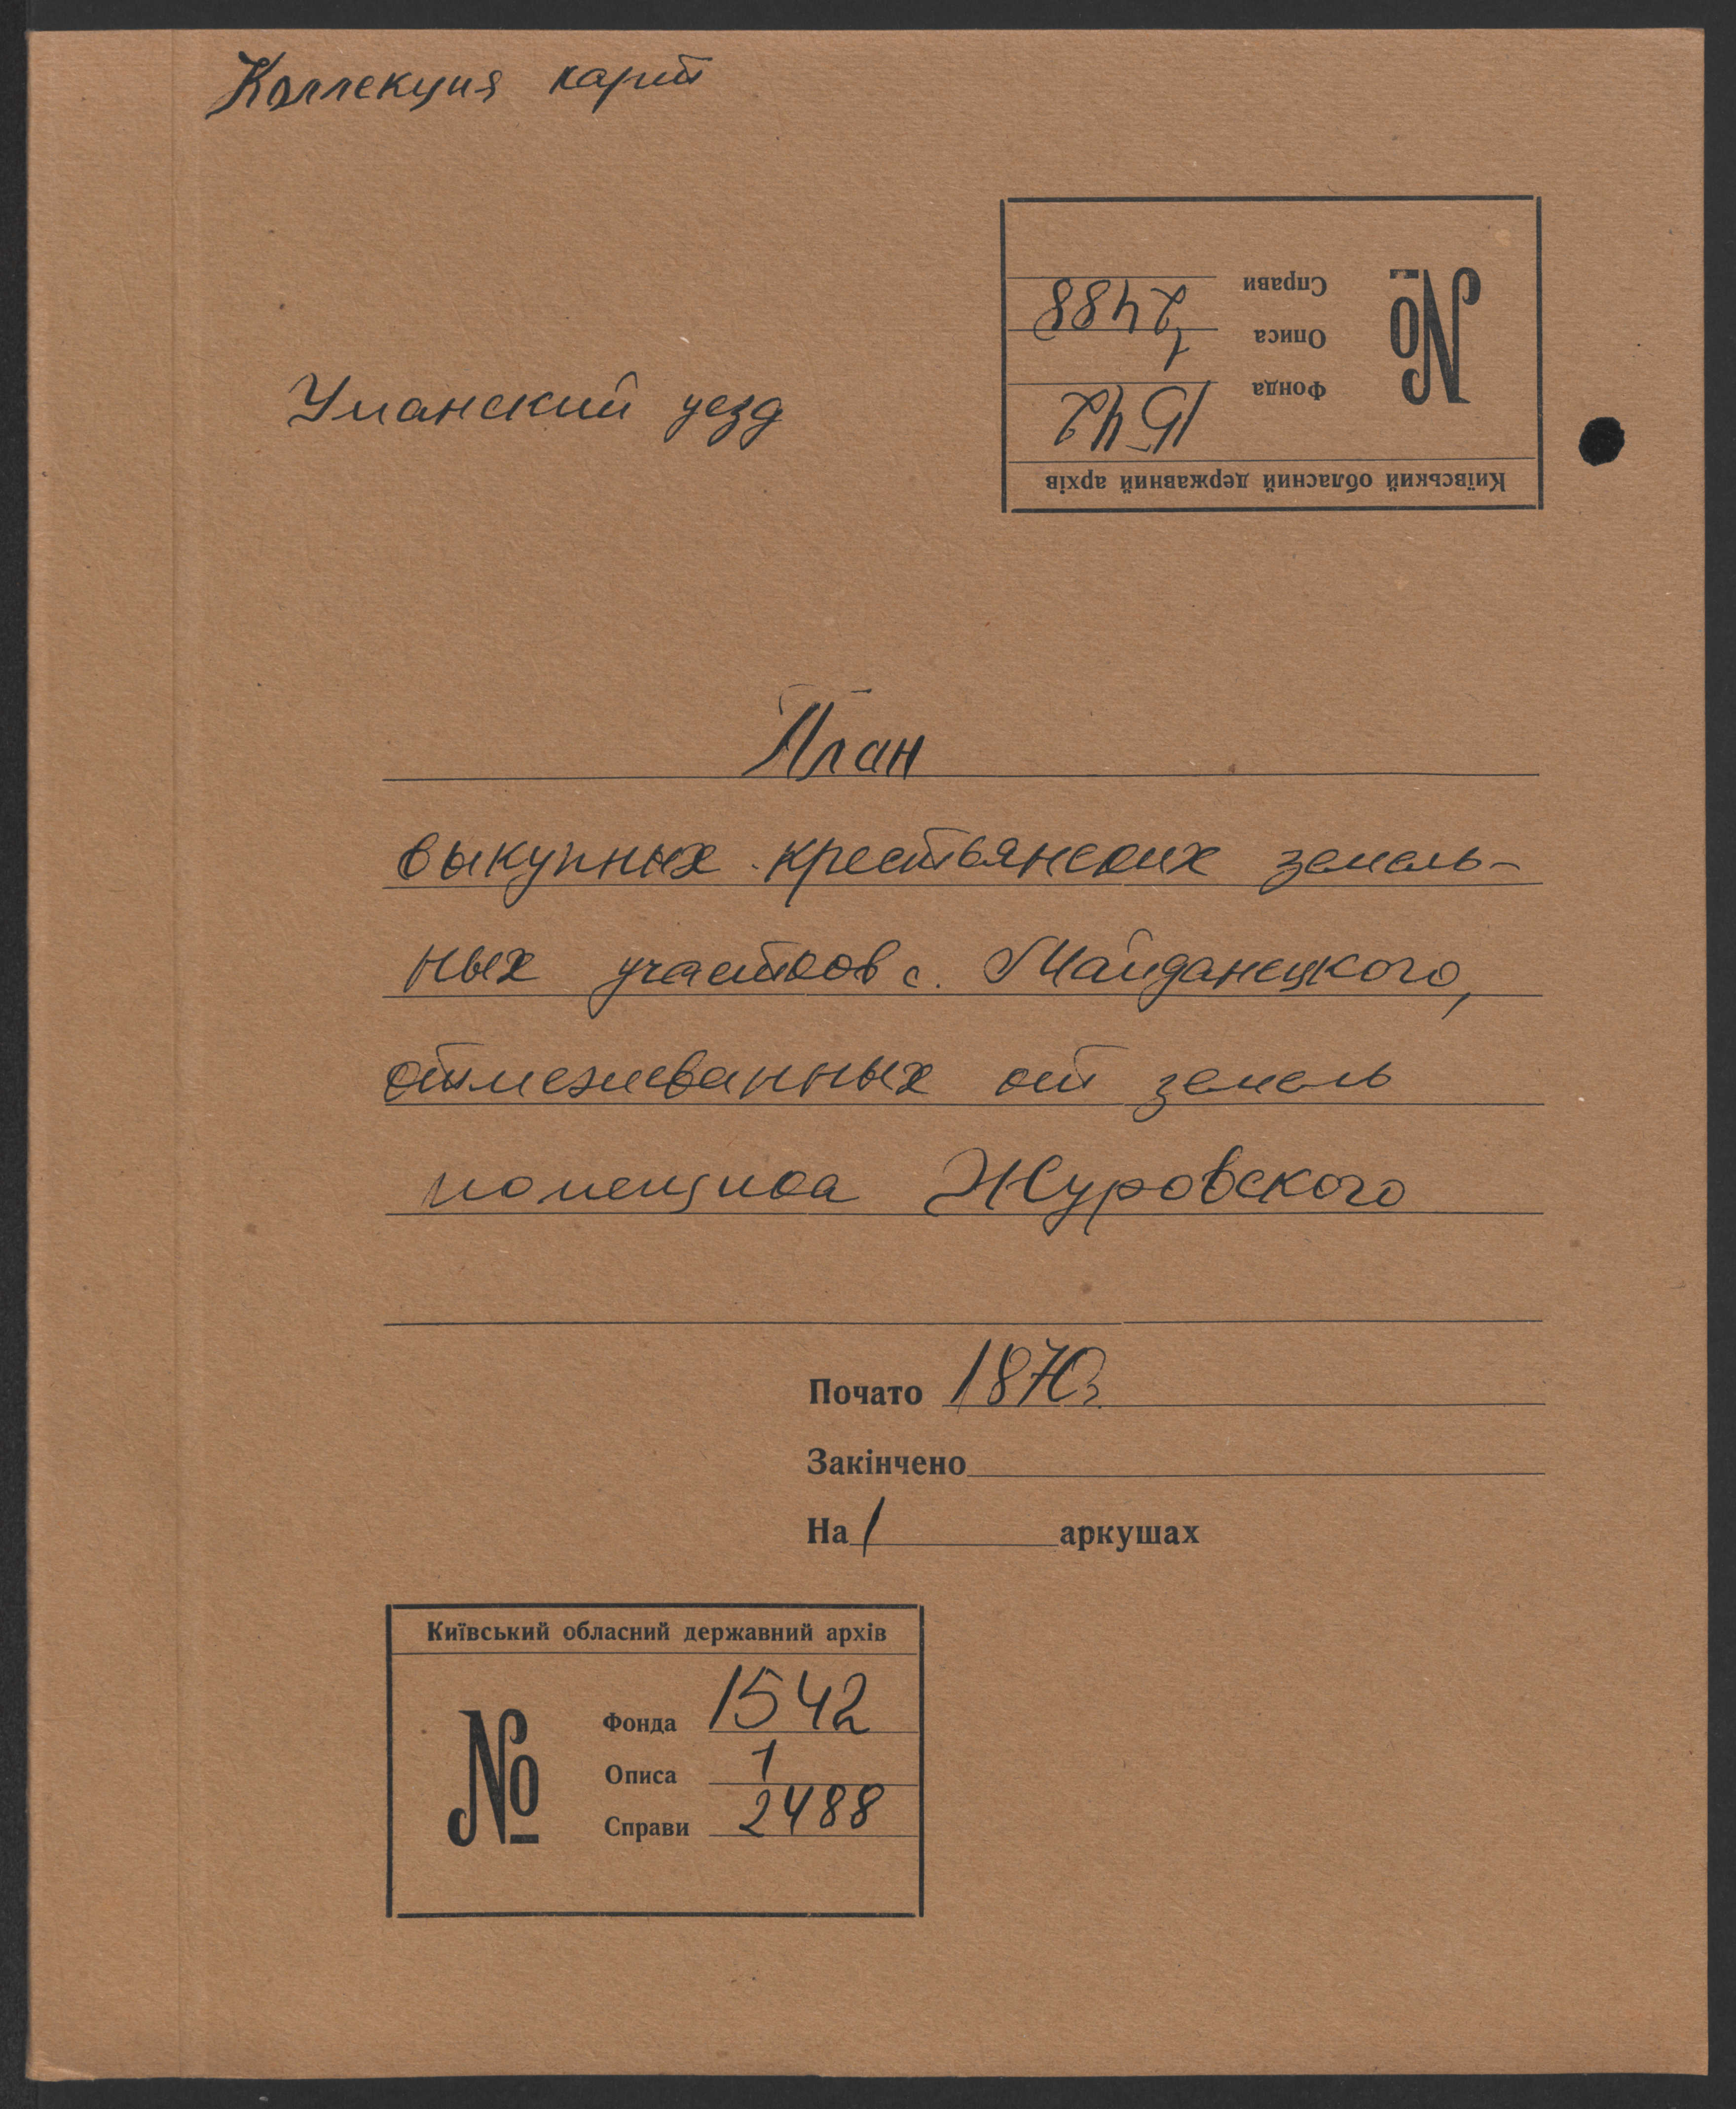 Коллекция карт
Уманский уезд
Київський обласний державний архів
№
Фонда 1542
Описа 1
Справи 2488
План
выкупных крестьянских земель-
ных участков с. Майданецкого,
отмежеванных от земель
помещика Журовского
Почато 1870г.
Закінчено
На 1 аркушах
Київський обласний державний архів
№
Фонда 1542
Описа 1
Справи 2488